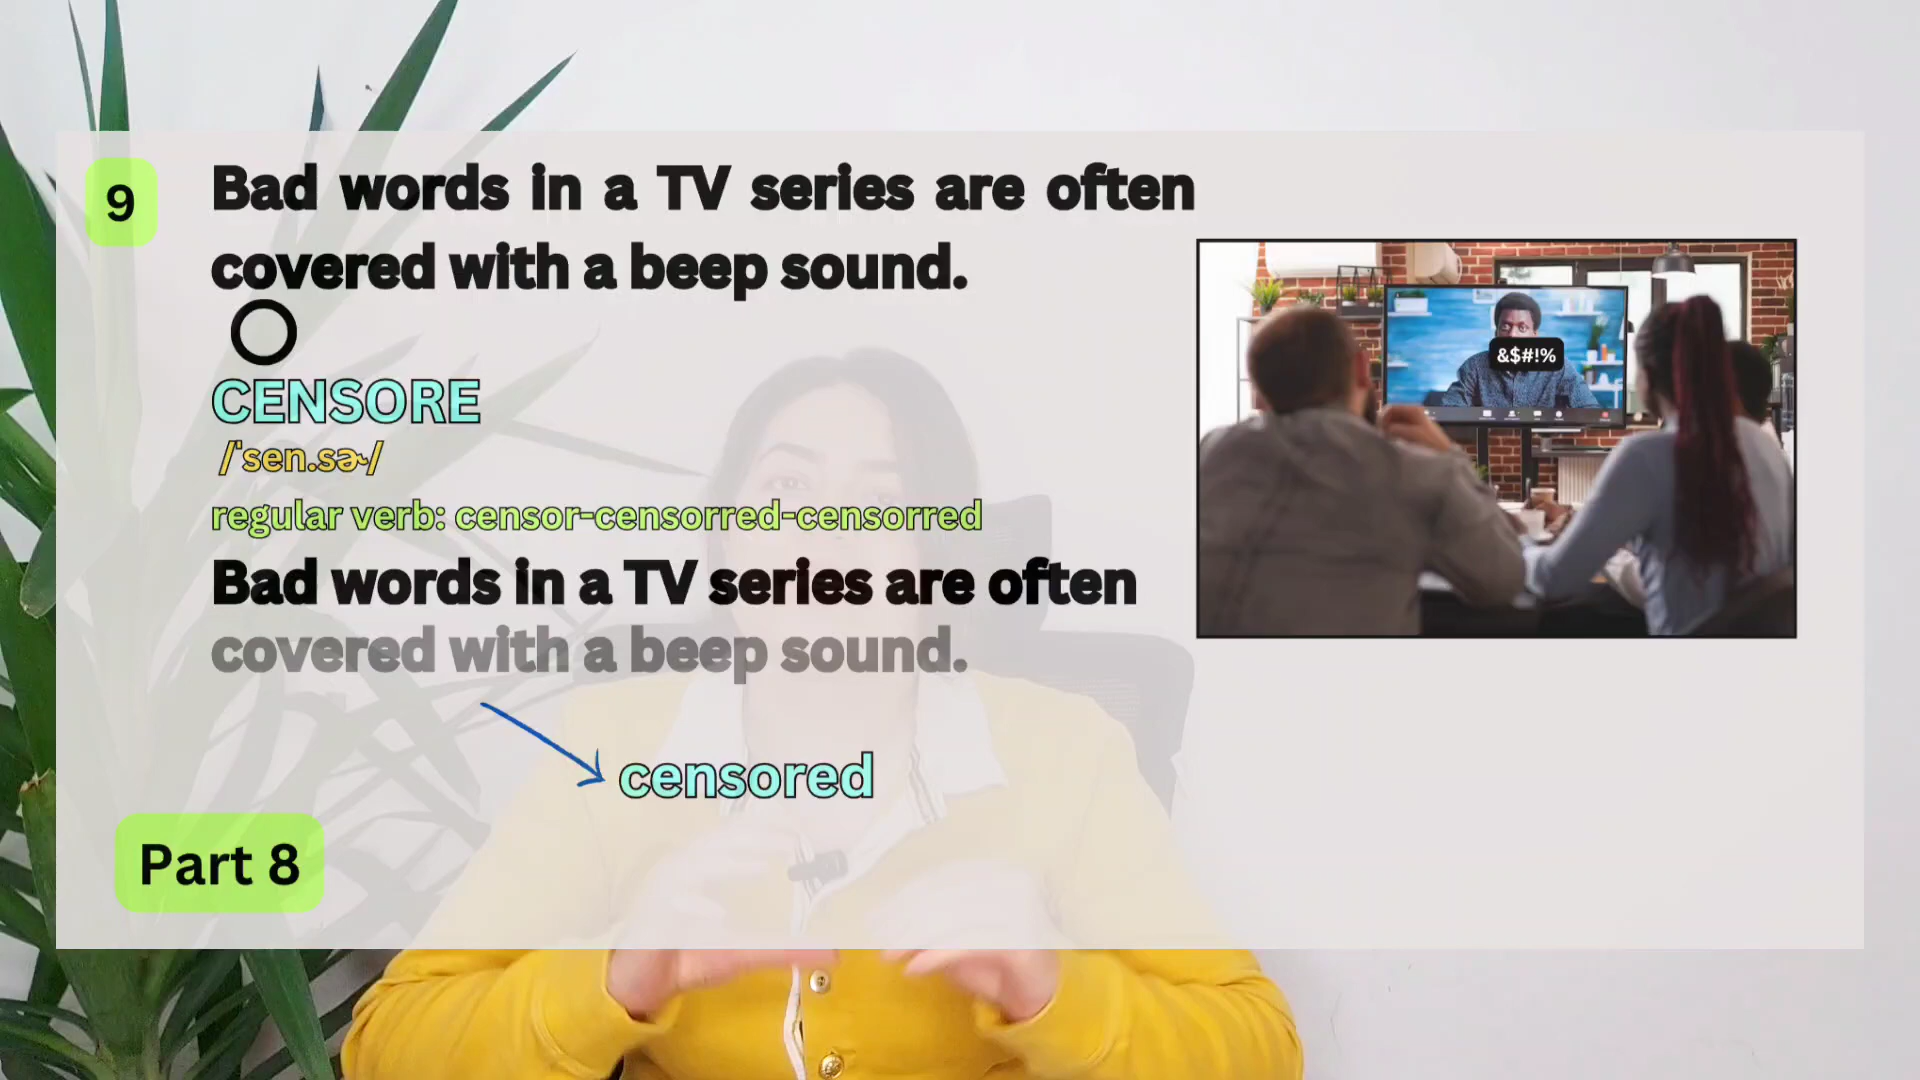 9
Bad words in a TV series are often
covered with a beep sound.
CENSORE
/ˈsen.sɚ/
regular verb: censor-censorred-censorred
Bad words in a TV series are often
covered with a beep sound.
censored
Part 8
&$#!%